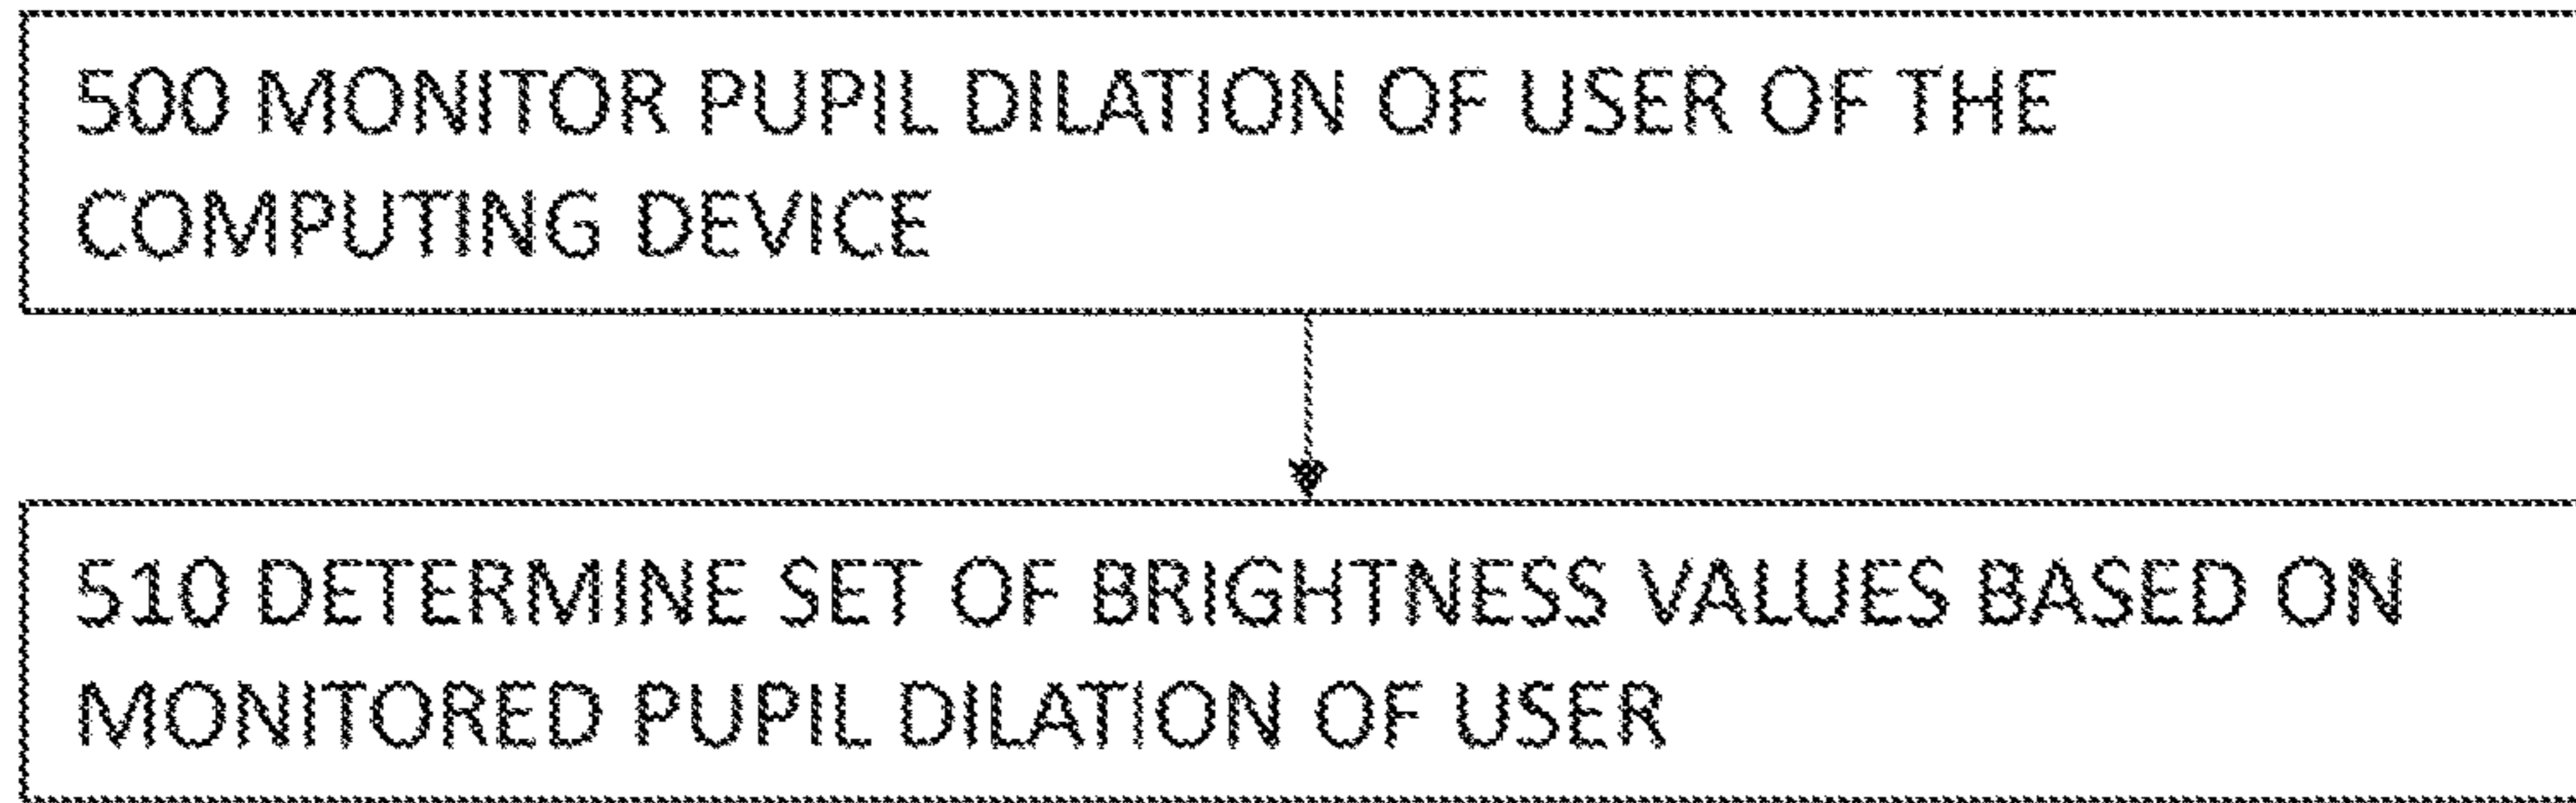 500 MONITOR PUPIL DILATION OF USER OF THE
COMPUTING DEVICE
510 DETERMINE SET OF BRIGHTNESS VALUES BASED ON
MONITORED PUPIL DILATION OF USER